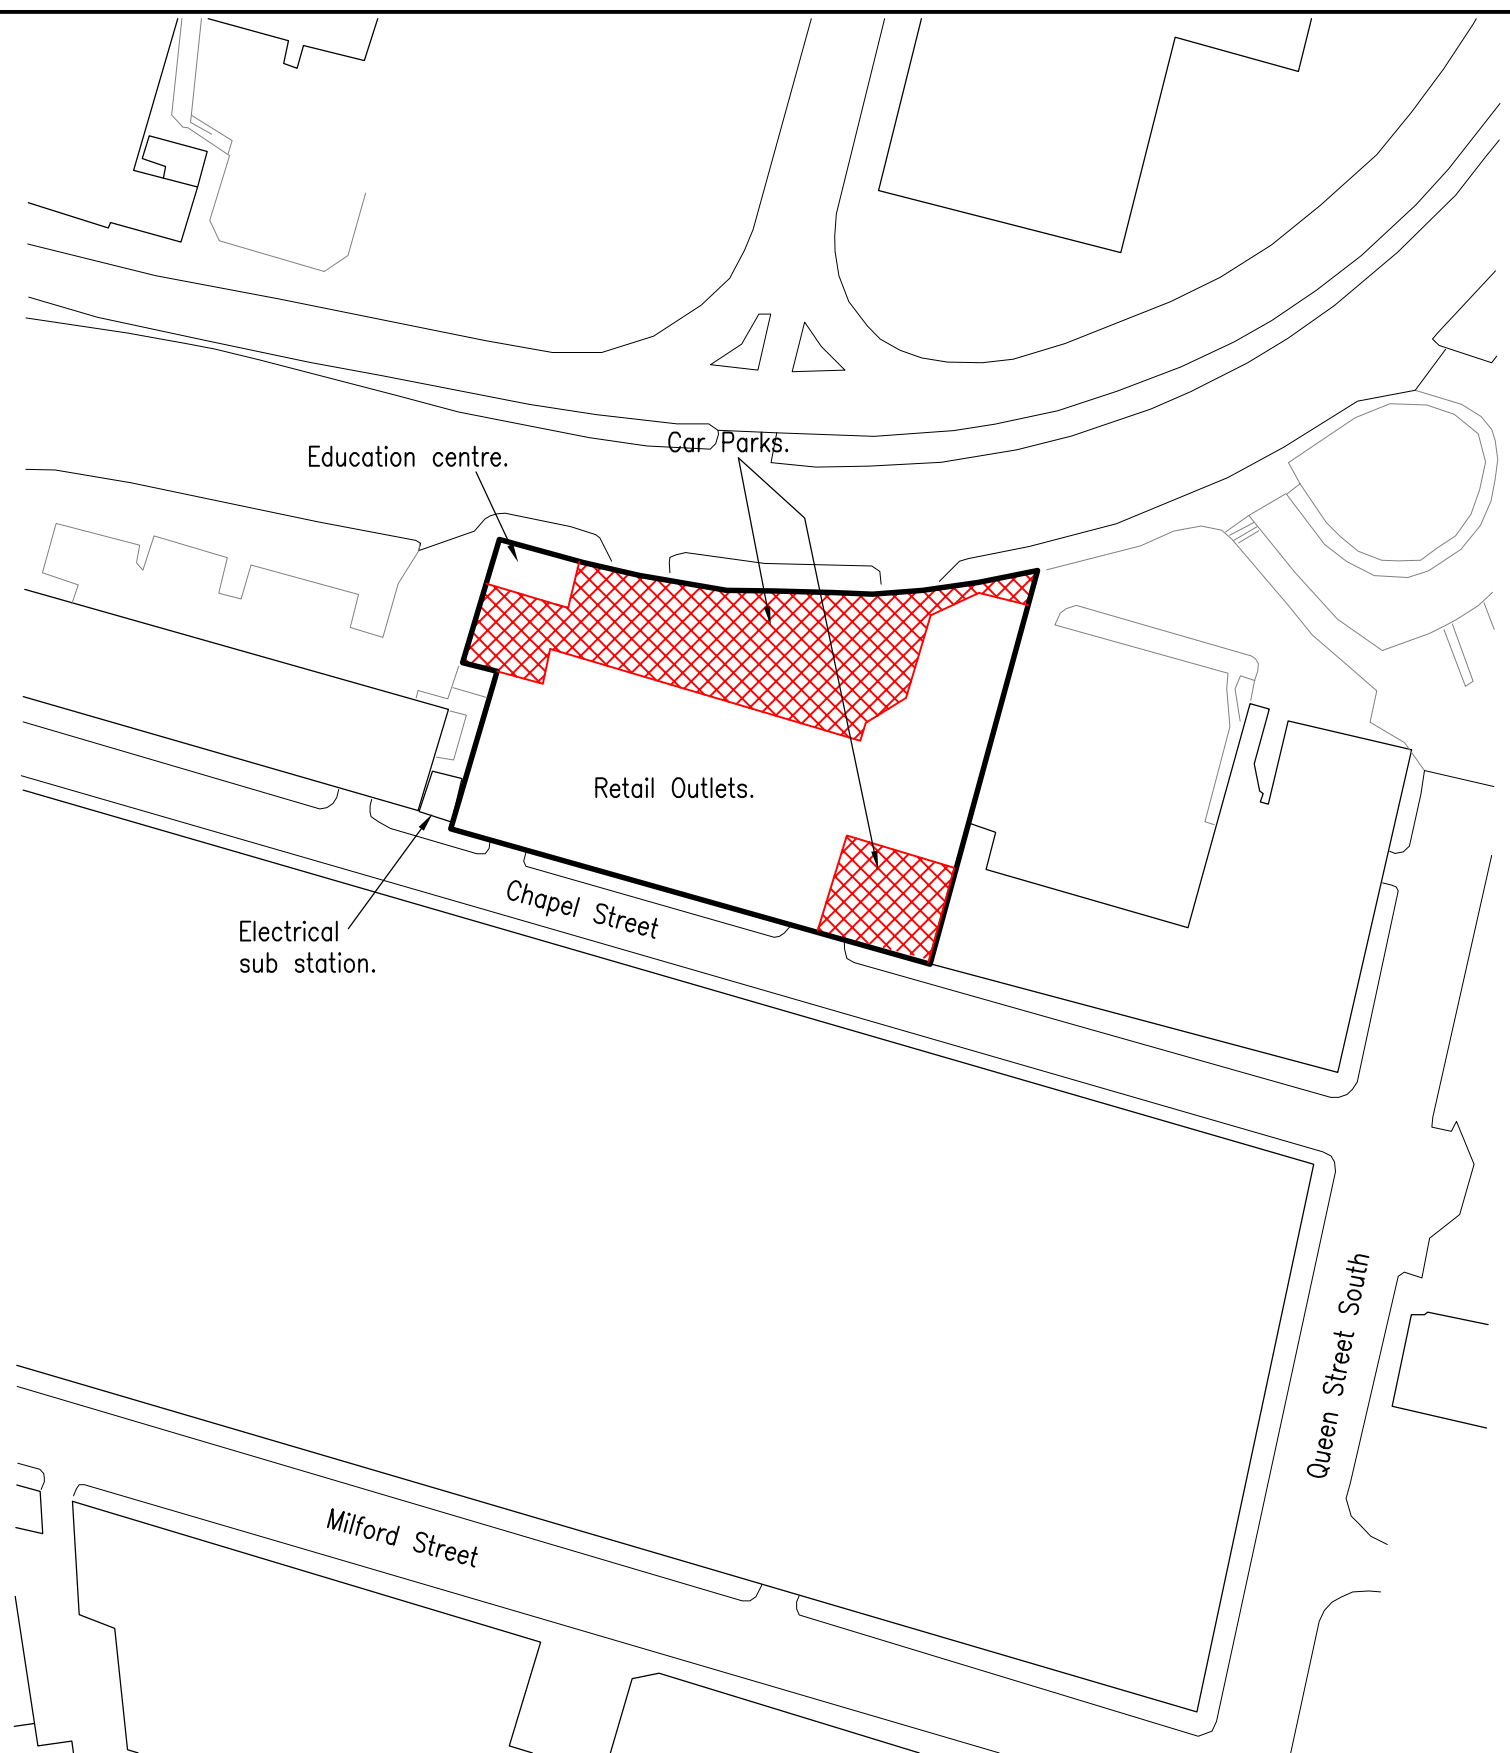 Car Parks.
Education centre.
Retail Outlets.
Chapel Street
Electrical
sub station.
Queen Street South
Milford Street